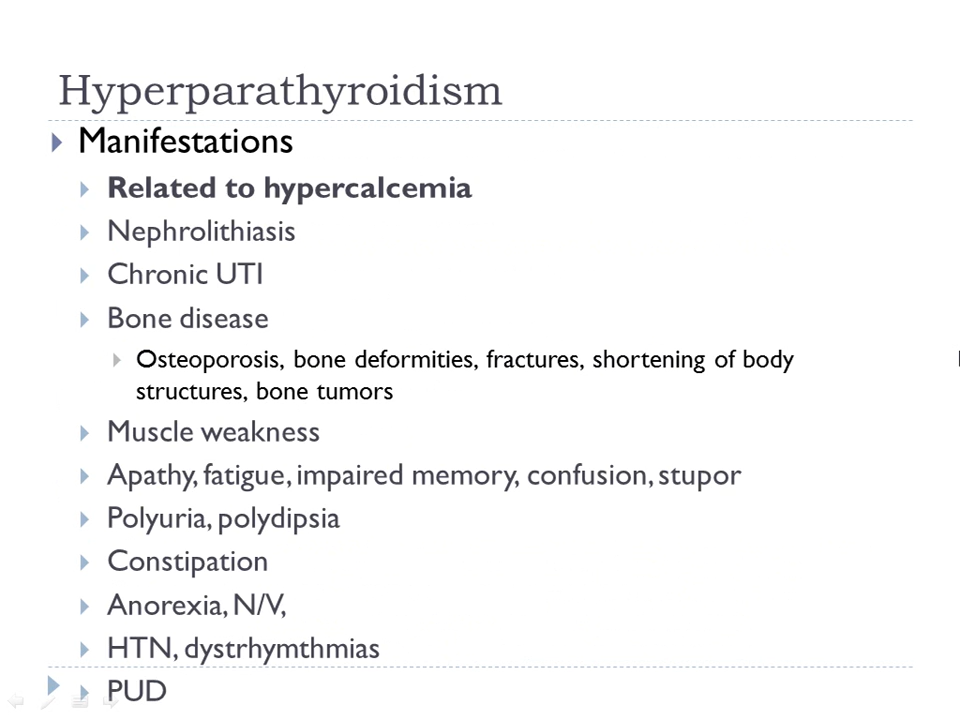 Hyperparathyroidism
Manifestations
Related to hypercalcemia
Nephrolithiasis
Chronic UTI
Bone disease
Osteoporosis, bone deformities, fractures, shortening of body
structures, bone tumors
Muscle weakness
Apathy, fatigue, impaired memory, confusion, stupor
Polyuria, polydipsia
Constipation
Anorexia, N/V,
HTN, dystrhymthmias
PUD